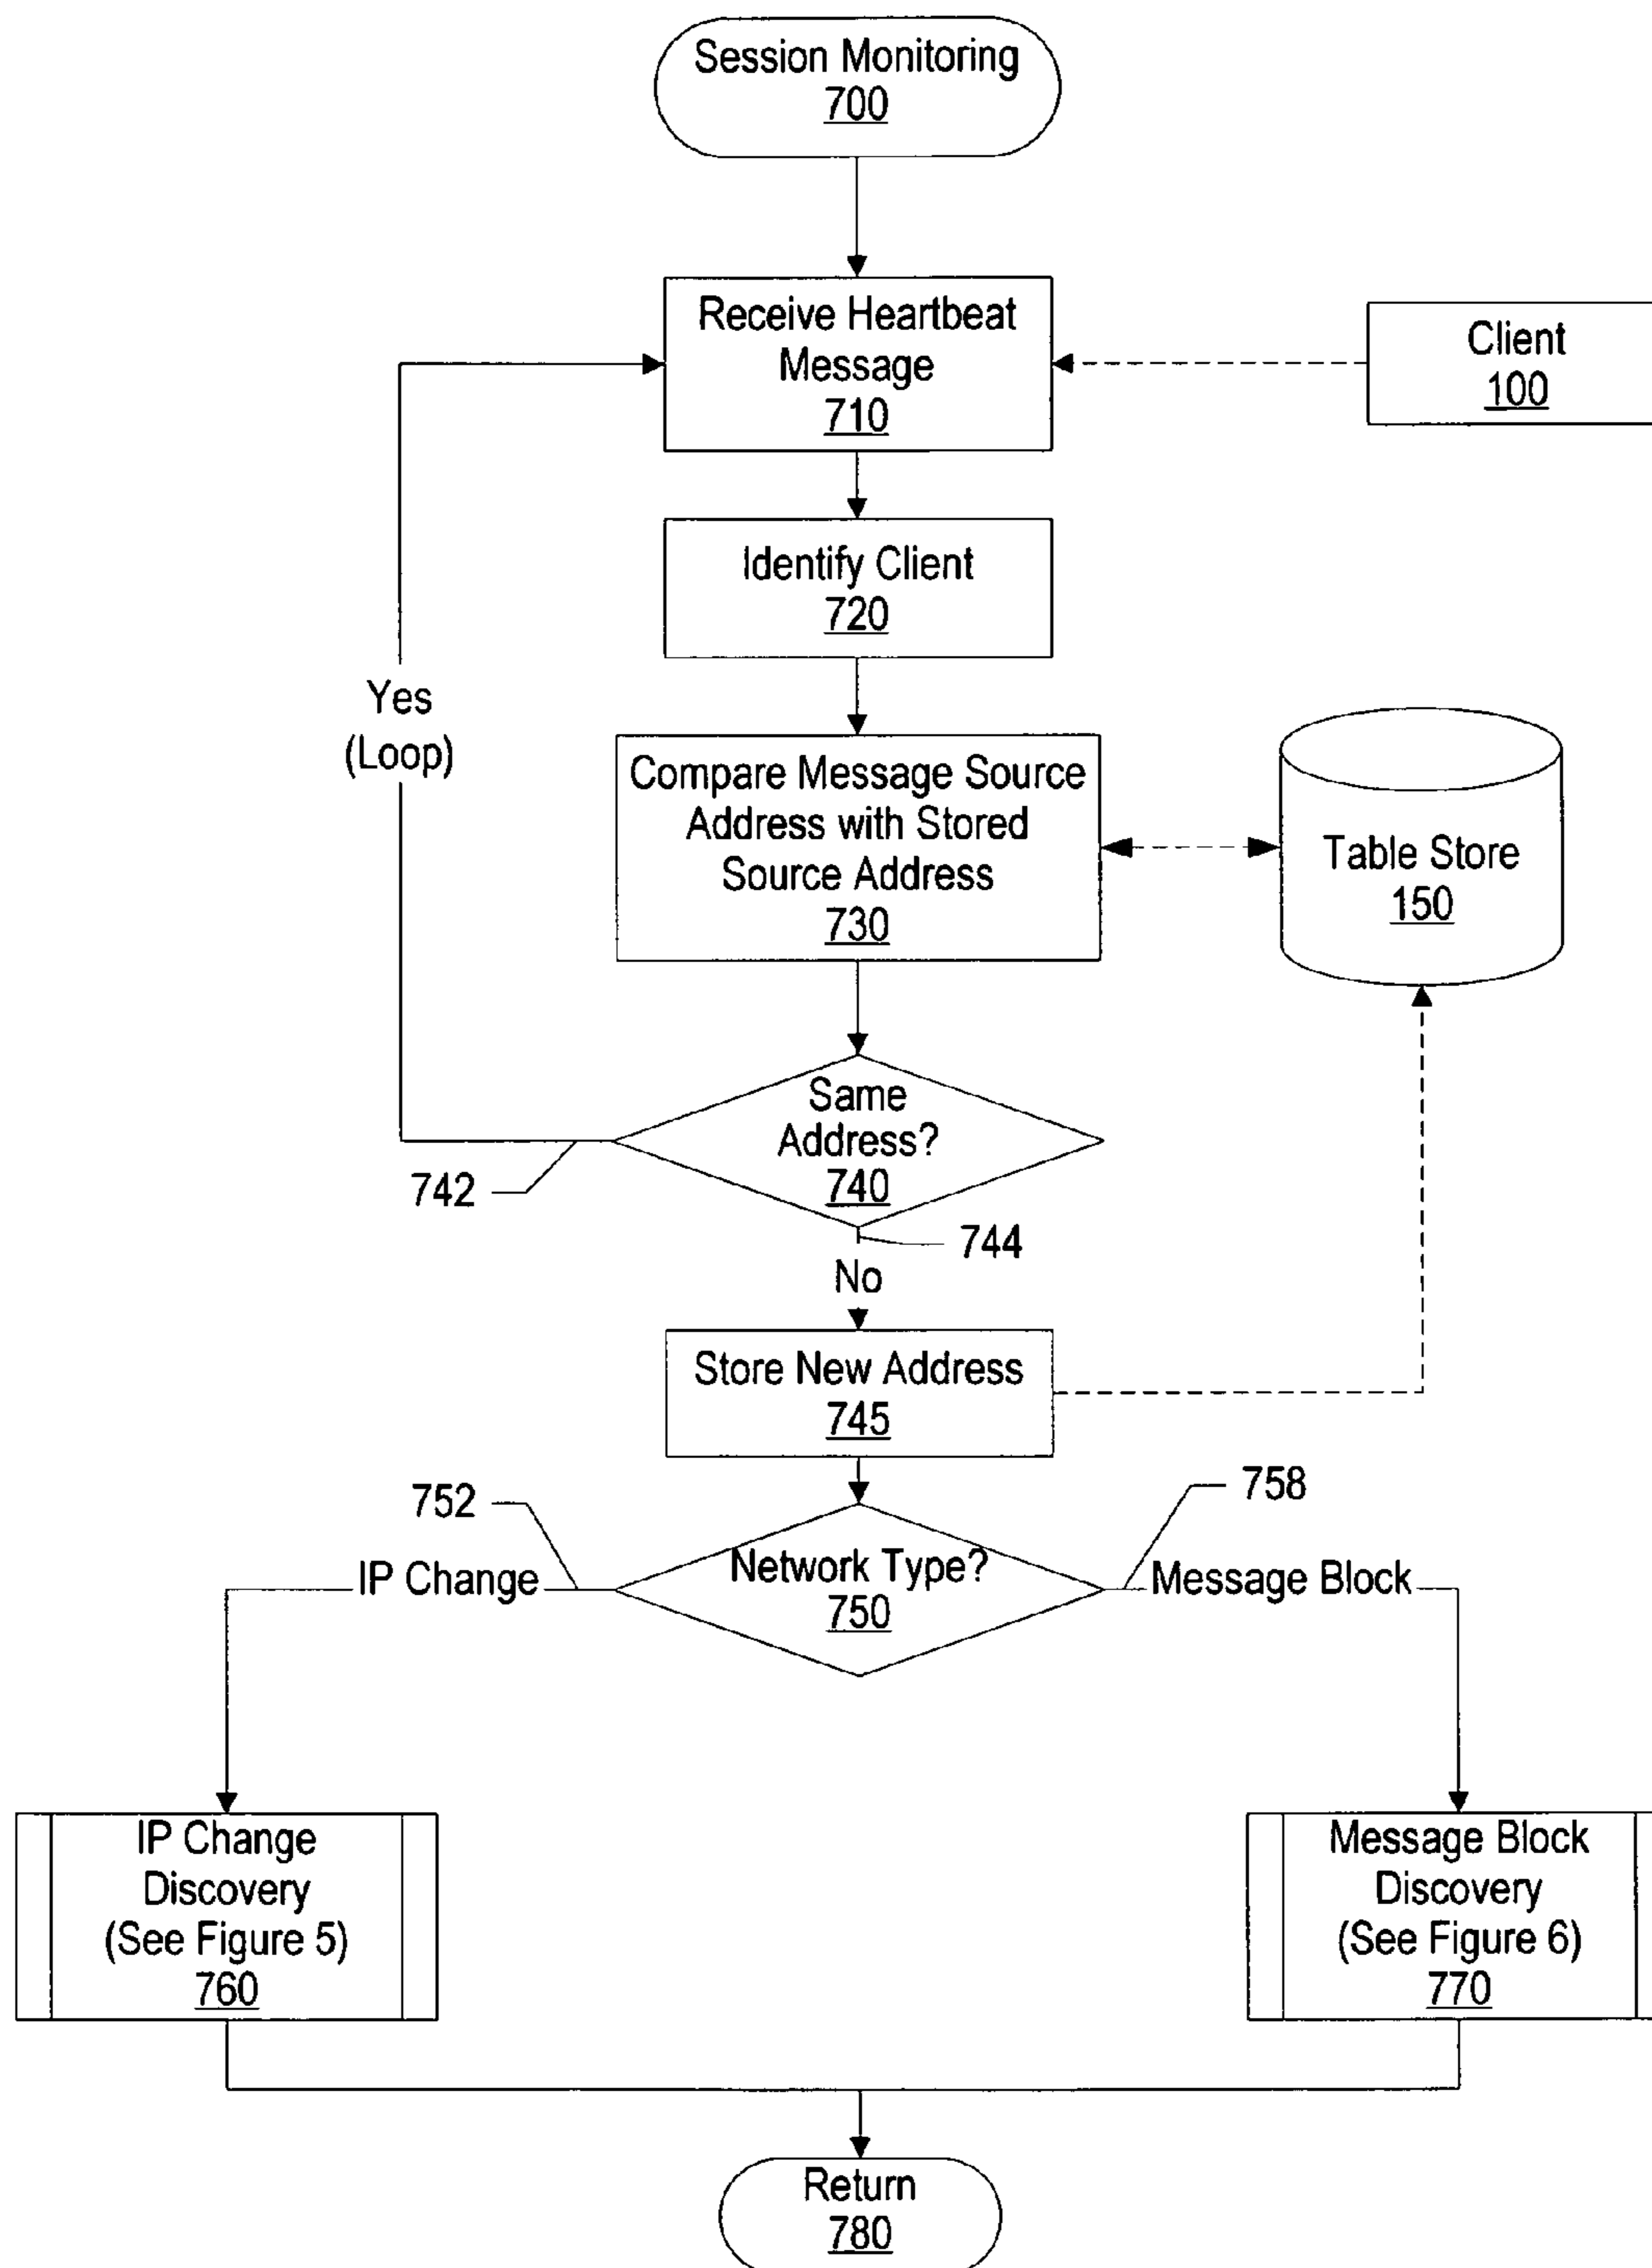 Session Monitoring
700
Receive Heartbeat
Message
710
Client
100
Identify Client
720
Yes
(Loop)
Compare Message Source
Address with Stored
Source Address
730
Table Store
150
Same
Address?
740
742
744
No
Store New Address
745
752
758
IP Change
Network Type?
750
Message Block
IP Change
Discovery
(See Figure 5)
760
Message Block
Discovery
(See Figure 6)
770
Return
780